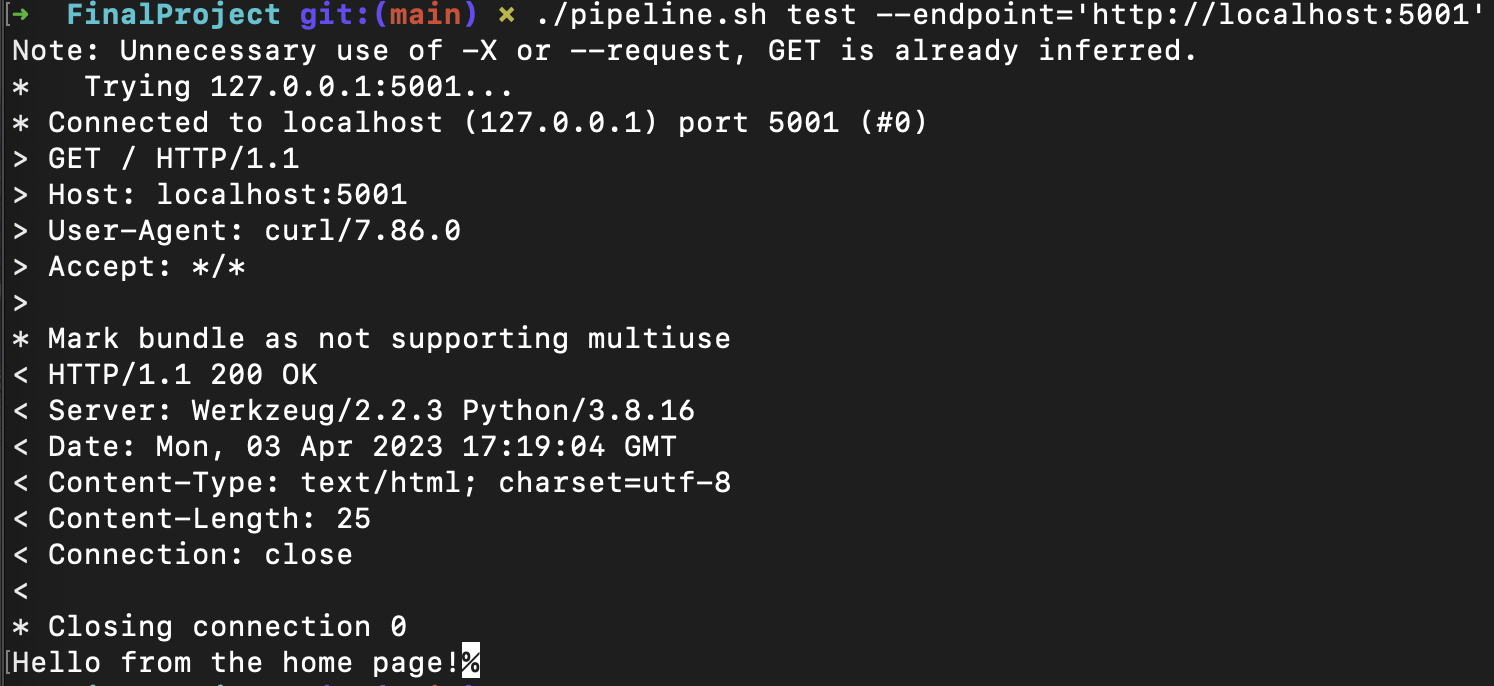 ➜ FinalProject git:(main) ✗ ./pipeline.sh test --endpoint='http://localhost:5001'
Note: Unnecessary use of -X or --request, GET is already inferred.
*   Trying 127.0.0.1:5001...
* Connected to localhost (127.0.0.1) port 5001 (#0)
> GET / HTTP/1.1
> Host: localhost:5001
> User-Agent: curl/7.86.0
> Accept: */*
>
* Mark bundle as not supporting multiuse
< HTTP/1.1 200 OK
< Server: Werkzeug/2.2.3 Python/3.8.16
< Date: Mon, 03 Apr 2023 17:19:04 GMT
< Content-Type: text/html; charset=utf-8
< Content-Length: 25
< Connection: close
<
* Closing connection 0
Hello from the home page!%